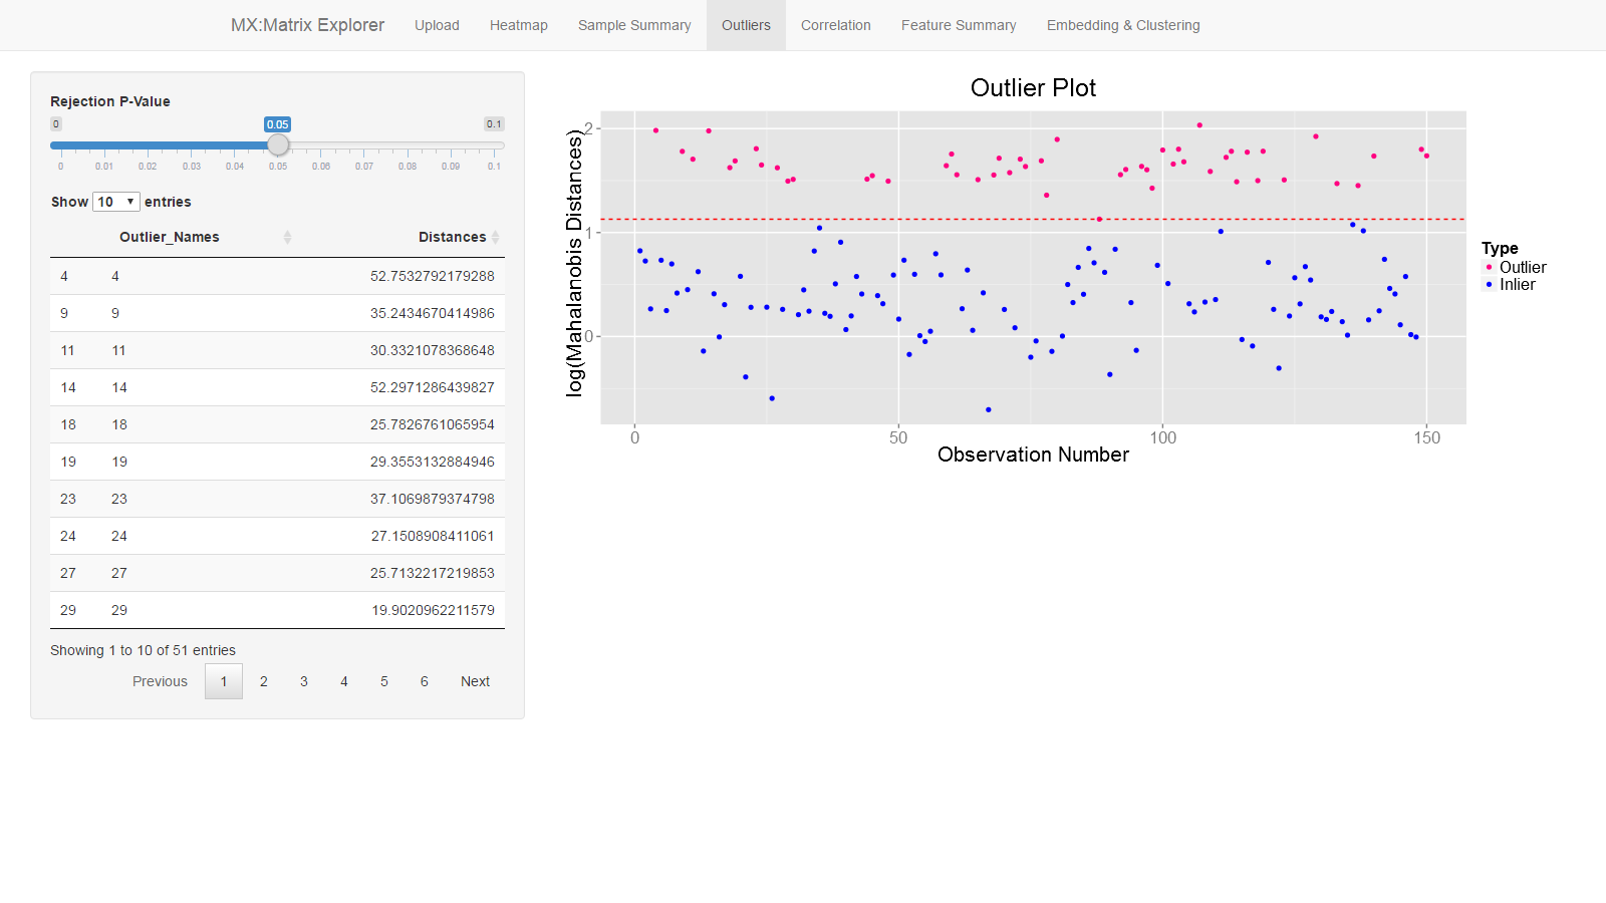 MX:Matrix Explorer Upload Heatmap Sample Summary Outliers Correlation Feature Summary Embedding & Clustering
Rejection P-Value
0 0.05 0.1
0 0.01 0.02 0.03 0.04 0.05 0.06 0.07 0.08 0.09 0.1
Show 10 entries
Outlier_Names Distances
4 4 52.7532792179288
9 9 35.2434670414986
11 11 30.3321078368648
14 14 52.2971286439827
18 18 25.7826761065954
19 19 29.3553132884946
23 23 37.1069879374798
24 24 27.1508908411061
27 27 25.7132217219853
29 29 19.9020962211579
Showing 1 to 10 of 51 entries
Previous 1 2 3 4 5 6 Next
Outlier Plot
log(Mahalanobis Distances)
2
1
0
0 50 100 150
Observation Number
Type
Outlier
Inlier